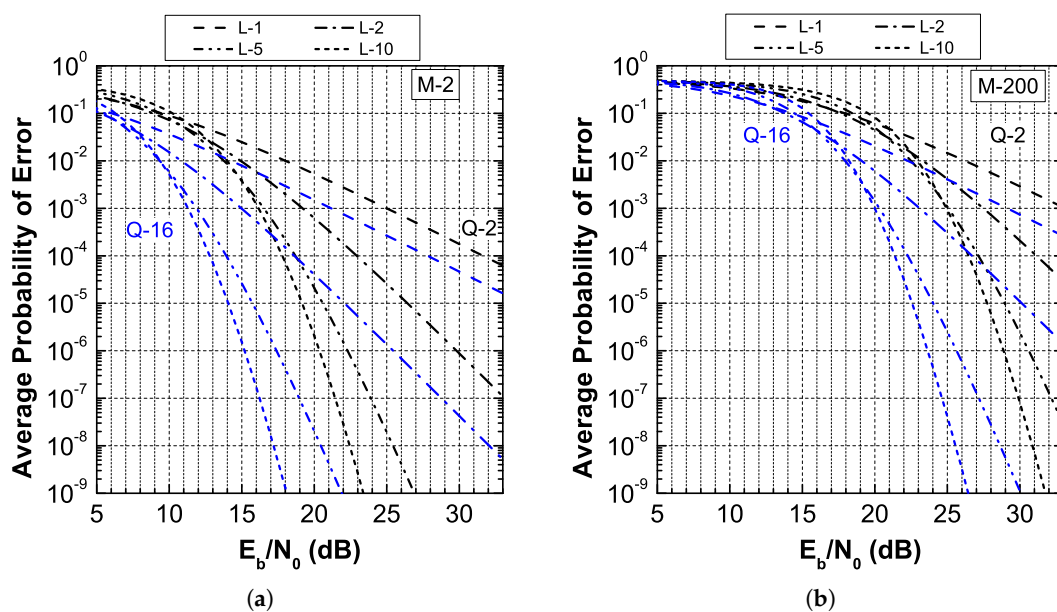 L-1 L-2
L-5 L-10
M-2
Q-16
Q-2
Average Probability of Error
10^0
10^-1
10^-2
10^-3
10^-4
10^-5
10^-6
10^-7
10^-8
10^-9
5 10 15 20 25 30
E_b/N_0 (dB)
(a)
L-1 L-2
L-5 L-10
M-200
Q-16
Q-2
Average Probability of Error
10^0
10^-1
10^-2
10^-3
10^-4
10^-5
10^-6
10^-7
10^-8
10^-9
5 10 15 20 25 30
E_b/N_0 (dB)
(b)